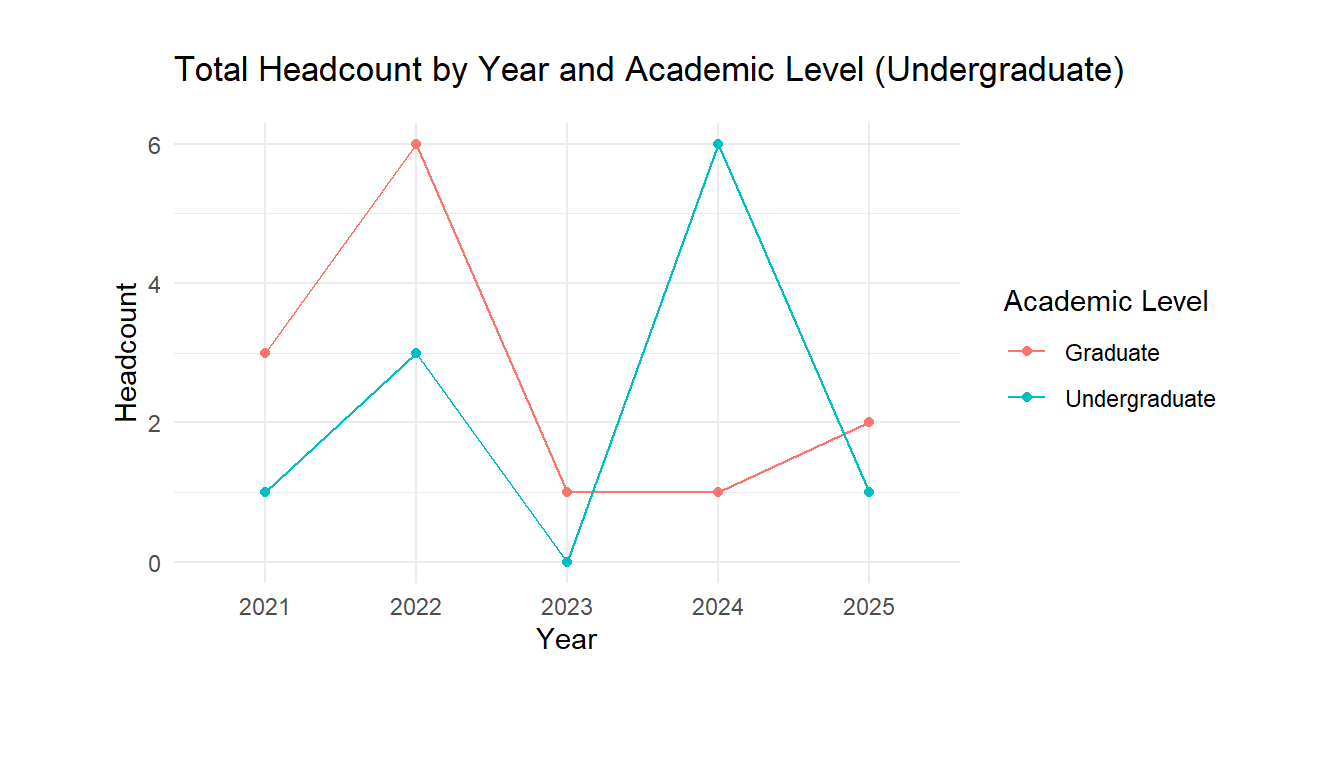 Total Headcount by Year and Academic Level (Undergraduate)
6
4
2
0
Headcount
2021 2022 2023 2024 2025
Year
Academic Level
Graduate
Undergraduate